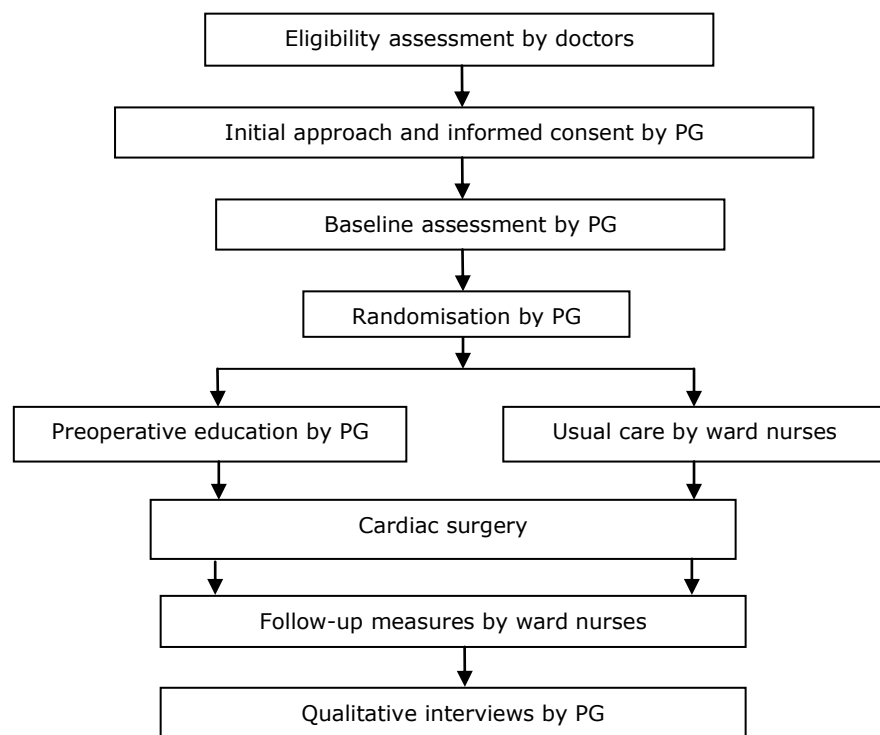 Eligibility assessment by doctors
Initial approach and informed consent by PG
Baseline assessment by PG
Randomisation by PG
Preoperative education by PG
Usual care by ward nurses
Cardiac surgery
Follow-up measures by ward nurses
Qualitative interviews by PG